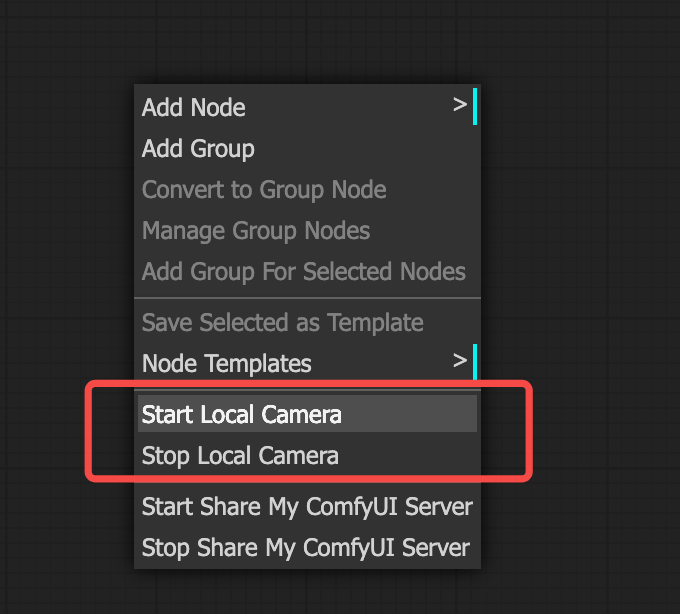 Add Node >
Add Group
Convert to Group Node
Manage Group Nodes
Add Group For Selected Nodes
Save Selected as Template
Node Templates >
Start Local Camera
Stop Local Camera
Start Share My ComfyUI Server
Stop Share My ComfyUI Server